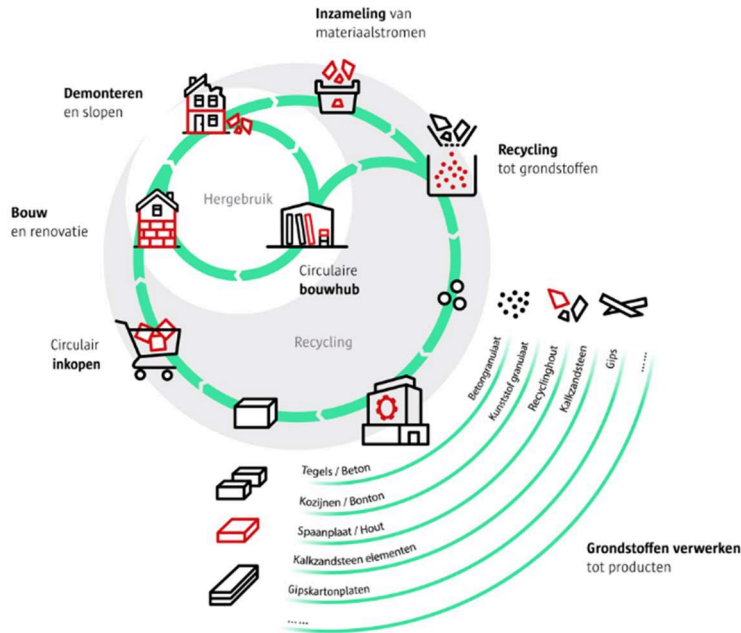 Inzameling van
materiaalstromen
Demonteren
en slopen
Recycling
tot grondstoffen
Hergebruik
Bouw
en renovatie
Circulaire
bouwhub
Circulair
inkopen
Recycling
Betongranulaat
Kunststof granulaat
Recyclinghout
Kalkzandsteen
Gips
......
Tegels / Beton
Kozijnen / Bonton
Spaanplaat / Hout
Kalkzandsteen elementen
Gipskartonplaten
......
Grondstoffen verwerken
tot producten